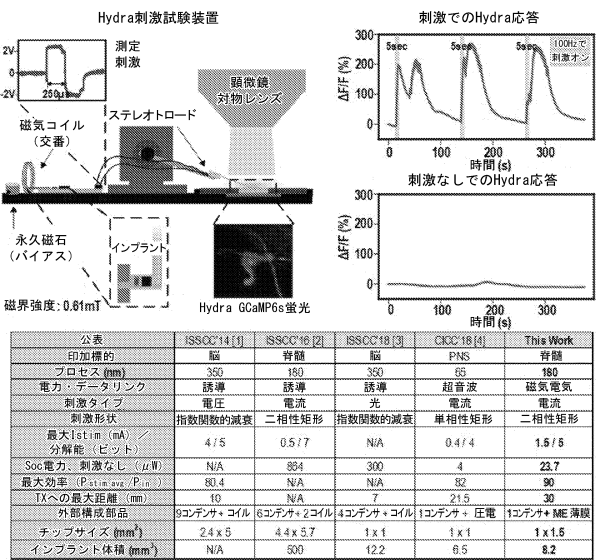 Hydra刺激試験装置
2V
0
-2V
250μs
測定
刺激
磁気コイル
(交番)
ステレオトロード
顕微鏡
対物レンズ
永久磁石
(バイアス)
インプラント
磁界強度: 0.61mT
Hydra GCaMP6s蛍光
刺激でのHydra応答
300
200
100
0
ΔF/F (%)
5sec 5sec 5sec
100Hzで
刺激オン
0 100 200 300
時間 (s)
刺激なしでのHydra応答
300
200
100
0
ΔF/F (%)
0 100 200 300
時間 (s)
公表 ISSCC'14 [1] ISSCC'16 [2] ISSCC'18 [3] CICC'18 [4] This Work
印加標的 脳 脊髄 脳 PNS 脊髄
プロセス(nm) 350 180 350 65 180
電力・データリンク 誘導 誘導 誘導 超音波 磁気電気
刺激タイプ 電圧 電流 光 電流 電流
刺激形状 指数関数的減衰 二相性矩形 指数関数的減衰 単相性矩形 二相性矩形
最大Istim (mA) /
分解能 (ビット) 4 / 5 0.5 / 7 N/A 0.4 / 4 1.5 / 5
Soc電力、刺激なし (μW) N/A 864 300 4 23.7
最大効率 (Pstim,avg/Pin) 80.4 N/A N/A 82 90
TXへの最大距離 (mm) 10 N/A 7 21.5 30
外部構成部品 9コンデンサ+コイル 6コンデンサ+2コイル 4コンデンサ+コイル 1コンデンサ+ 圧電 1コンデンサ+ ME薄膜
チップサイズ (mm²) 2.4 x 5 4.4 x 5.7 1 x 1 1 x 1 1 x 1.5
インプラント体積 (mm³) N/A 500 12.2 6.5 8.2